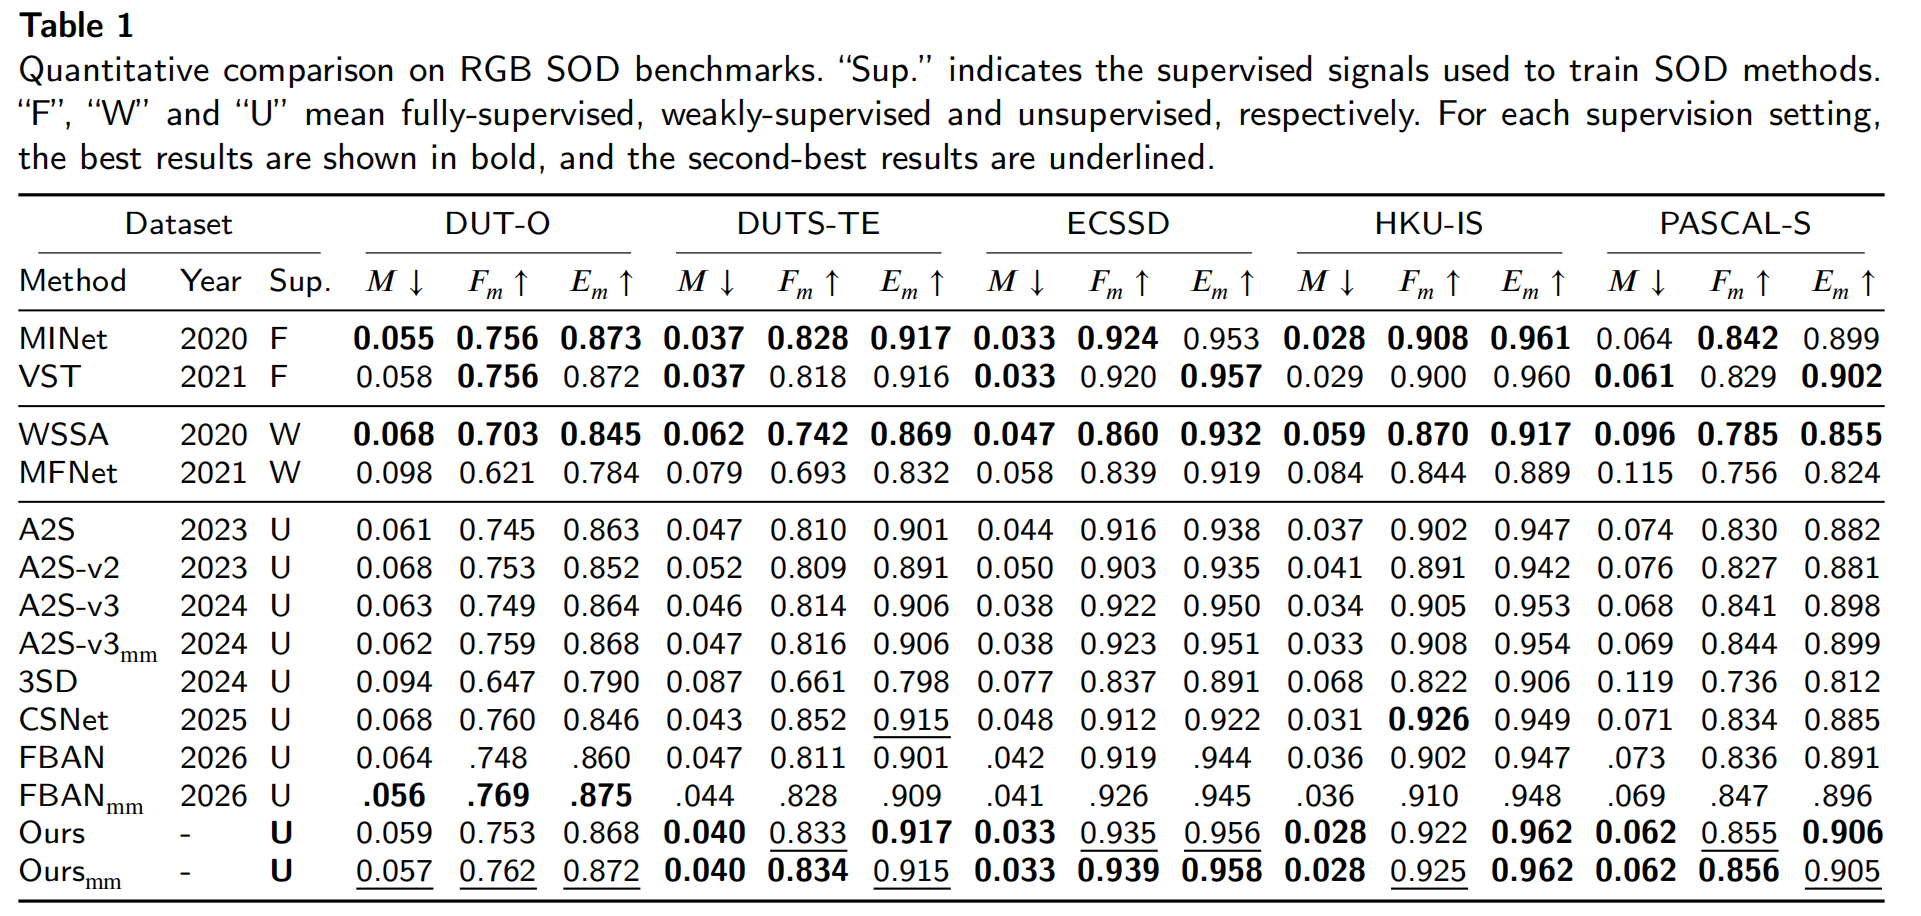 Table 1
Quantitative comparison on RGB SOD benchmarks. “Sup.” indicates the supervised signals used to train SOD methods.
“F”, “W” and “U” mean fully-supervised, weakly-supervised and unsupervised, respectively. For each supervision setting,
the best results are shown in bold, and the second-best results are underlined.
Dataset DUT-O DUTS-TE ECSSD HKU-IS PASCAL-S
Method Year Sup. M ↓ Fm ↑ Em ↑ M ↓ Fm ↑ Em ↑ M ↓ Fm ↑ Em ↑ M ↓ Fm ↑ Em ↑ M ↓ Fm ↑ Em ↑
MINet 2020 F 0.055 0.756 0.873 0.037 0.828 0.917 0.033 0.924 0.953 0.028 0.908 0.961 0.064 0.842 0.899
VST 2021 F 0.058 0.756 0.872 0.037 0.818 0.916 0.033 0.920 0.957 0.029 0.900 0.960 0.061 0.829 0.902
WSSA 2020 W 0.068 0.703 0.845 0.062 0.742 0.869 0.047 0.860 0.932 0.059 0.870 0.917 0.096 0.785 0.855
MFNet 2021 W 0.098 0.621 0.784 0.079 0.693 0.832 0.058 0.839 0.919 0.084 0.844 0.889 0.115 0.756 0.824
A2S 2023 U 0.061 0.745 0.863 0.047 0.810 0.901 0.044 0.916 0.938 0.037 0.902 0.947 0.074 0.830 0.882
A2S-v2 2023 U 0.068 0.753 0.852 0.052 0.809 0.891 0.050 0.903 0.935 0.041 0.891 0.942 0.076 0.827 0.881
A2S-v3 2024 U 0.063 0.749 0.864 0.046 0.814 0.906 0.038 0.922 0.950 0.034 0.905 0.953 0.068 0.841 0.898
A2S-v3mm 2024 U 0.062 0.759 0.868 0.047 0.816 0.906 0.038 0.923 0.951 0.033 0.908 0.954 0.069 0.844 0.899
3SD 2024 U 0.094 0.647 0.790 0.087 0.661 0.798 0.077 0.837 0.891 0.068 0.822 0.906 0.119 0.736 0.812
CSNet 2025 U 0.068 0.760 0.846 0.043 0.852 0.915 0.048 0.912 0.922 0.031 0.926 0.949 0.071 0.834 0.885
FBAN 2026 U 0.064 .748 .860 0.047 0.811 0.901 .042 0.919 .944 0.036 0.902 0.947 .073 0.836 0.891
FBANmm 2026 U .056 .769 .875 .044 .828 .909 .041 .926 .945 .036 .910 .948 .069 .847 .896
Ours - U 0.059 0.753 0.868 0.040 0.833 0.917 0.033 0.935 0.956 0.028 0.922 0.962 0.062 0.855 0.906
Oursmm - U 0.057 0.762 0.872 0.040 0.834 0.915 0.033 0.939 0.958 0.028 0.925 0.962 0.062 0.856 0.905